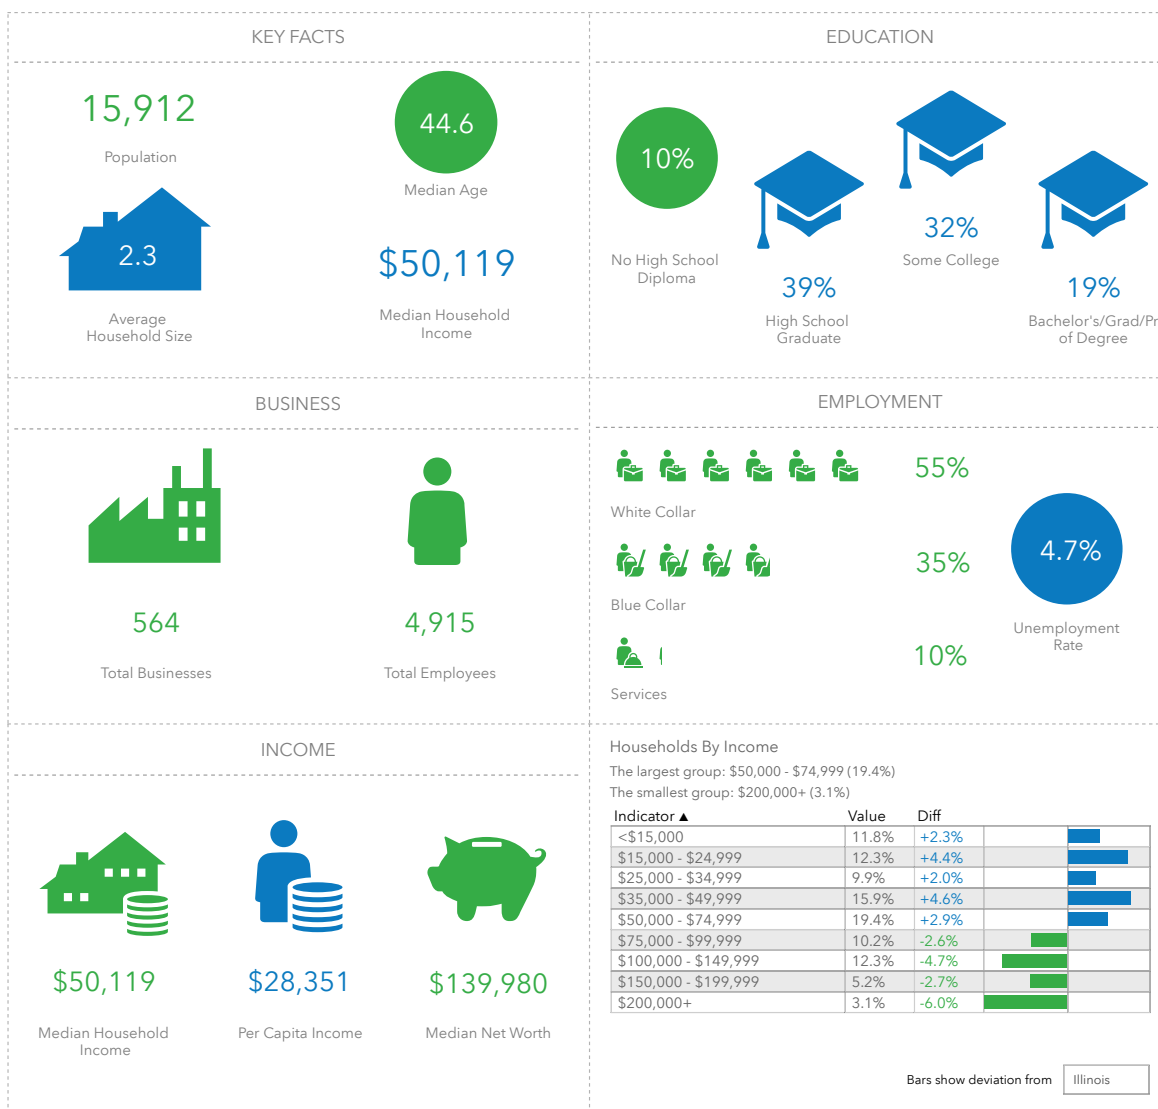 KEY FACTS
15,912
Population
44.6
Median Age
2.3
Average
Household Size
$50,119
Median Household
Income
EDUCATION
10%
No High School
Diploma
39%
High School
Graduate
32%
Some College
19%
Bachelor's/Grad/Pr
of Degree
BUSINESS
564
Total Businesses
4,915
Total Employees
EMPLOYMENT
55%
White Collar
35%
Blue Collar
10%
Services
4.7%
Unemployment
Rate
INCOME
$50,119
Median Household
Income
$28,351
Per Capita Income
$139,980
Median Net Worth
Households By Income
The largest group: $50,000 - $74,999 (19.4%)
The smallest group: $200,000+ (3.1%)
Indicator ▲ Value Diff
<$15,000 11.8% +2.3%
$15,000 - $24,999 12.3% +4.4%
$25,000 - $34,999 9.9% +2.0%
$35,000 - $49,999 15.9% +4.6%
$50,000 - $74,999 19.4% +2.9%
$75,000 - $99,999 10.2% -2.6%
$100,000 - $149,999 12.3% -4.7%
$150,000 - $199,999 5.2% -2.7%
$200,000+ 3.1% -6.0%
Bars show deviation from Illinois